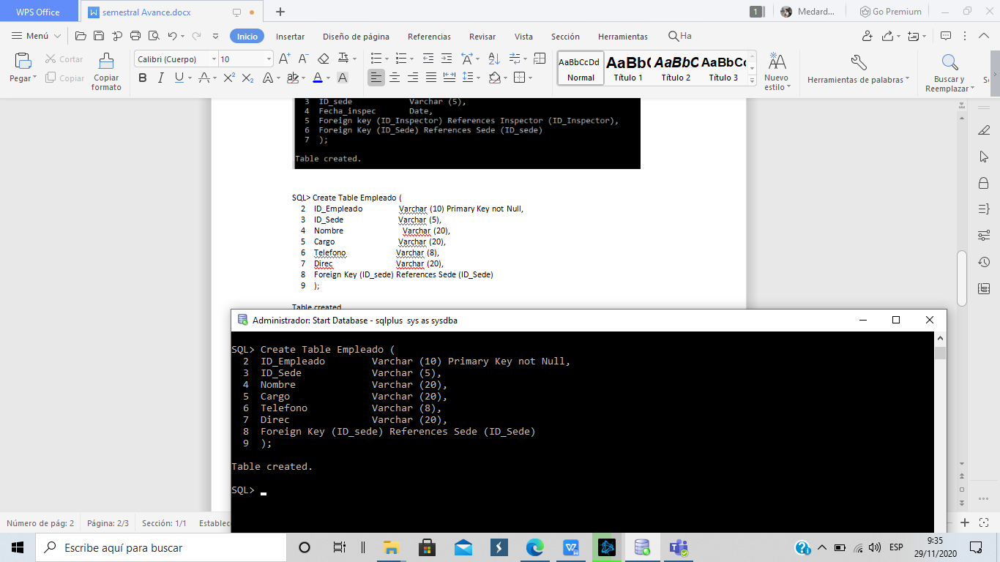 WPS Office
semestral Avance.docx
1
Medard...
Go Premium
Menú
Inicio
Insertar
Diseño de página
Referencias
Revisar
Vista
Sección
Herramientas
Ha
Pegar
Cortar
Copiar
Copiar formato
Calibri (Cuerpo)
10
AaBbCcDd
Normal
AaBb(
Título 1
AaBbC
Título 2
AaBbCc
Título 3
Nuevo estilo
Herramientas de palabras
Buscar y Reemplazar
3 ID_sede Varchar (5),
4 Fecha_inspec Date,
5 Foreign key (ID_Inspector) References Inspector (ID_Inspector),
6 Foreign Key (ID_Sede) References Sede (ID_sede)
7 );
Table created.
SQL> Create Table Empleado (
2 ID_Empleado Varchar (10) Primary Key not Null,
3 ID_Sede Varchar (5),
4 Nombre Varchar (20),
5 Cargo Varchar (20),
6 Telefono Varchar (8),
7 Direc Varchar (20),
8 Foreign Key (ID_sede) References Sede (ID_Sede)
9 );
Table created
Administrador: Start Database - sqlplus sys as sysdba
SQL> Create Table Empleado (
2 ID_Empleado Varchar (10) Primary Key not Null,
3 ID_Sede Varchar (5),
4 Nombre Varchar (20),
5 Cargo Varchar (20),
6 Telefono Varchar (8),
7 Direc Varchar (20),
8 Foreign Key (ID_sede) References Sede (ID_Sede)
9 );
Table created.
SQL>
Número de pág: 2
Página: 2/3
Sección: 1/1
Establec
Escribe aquí para buscar
ESP
9:35
29/11/2020